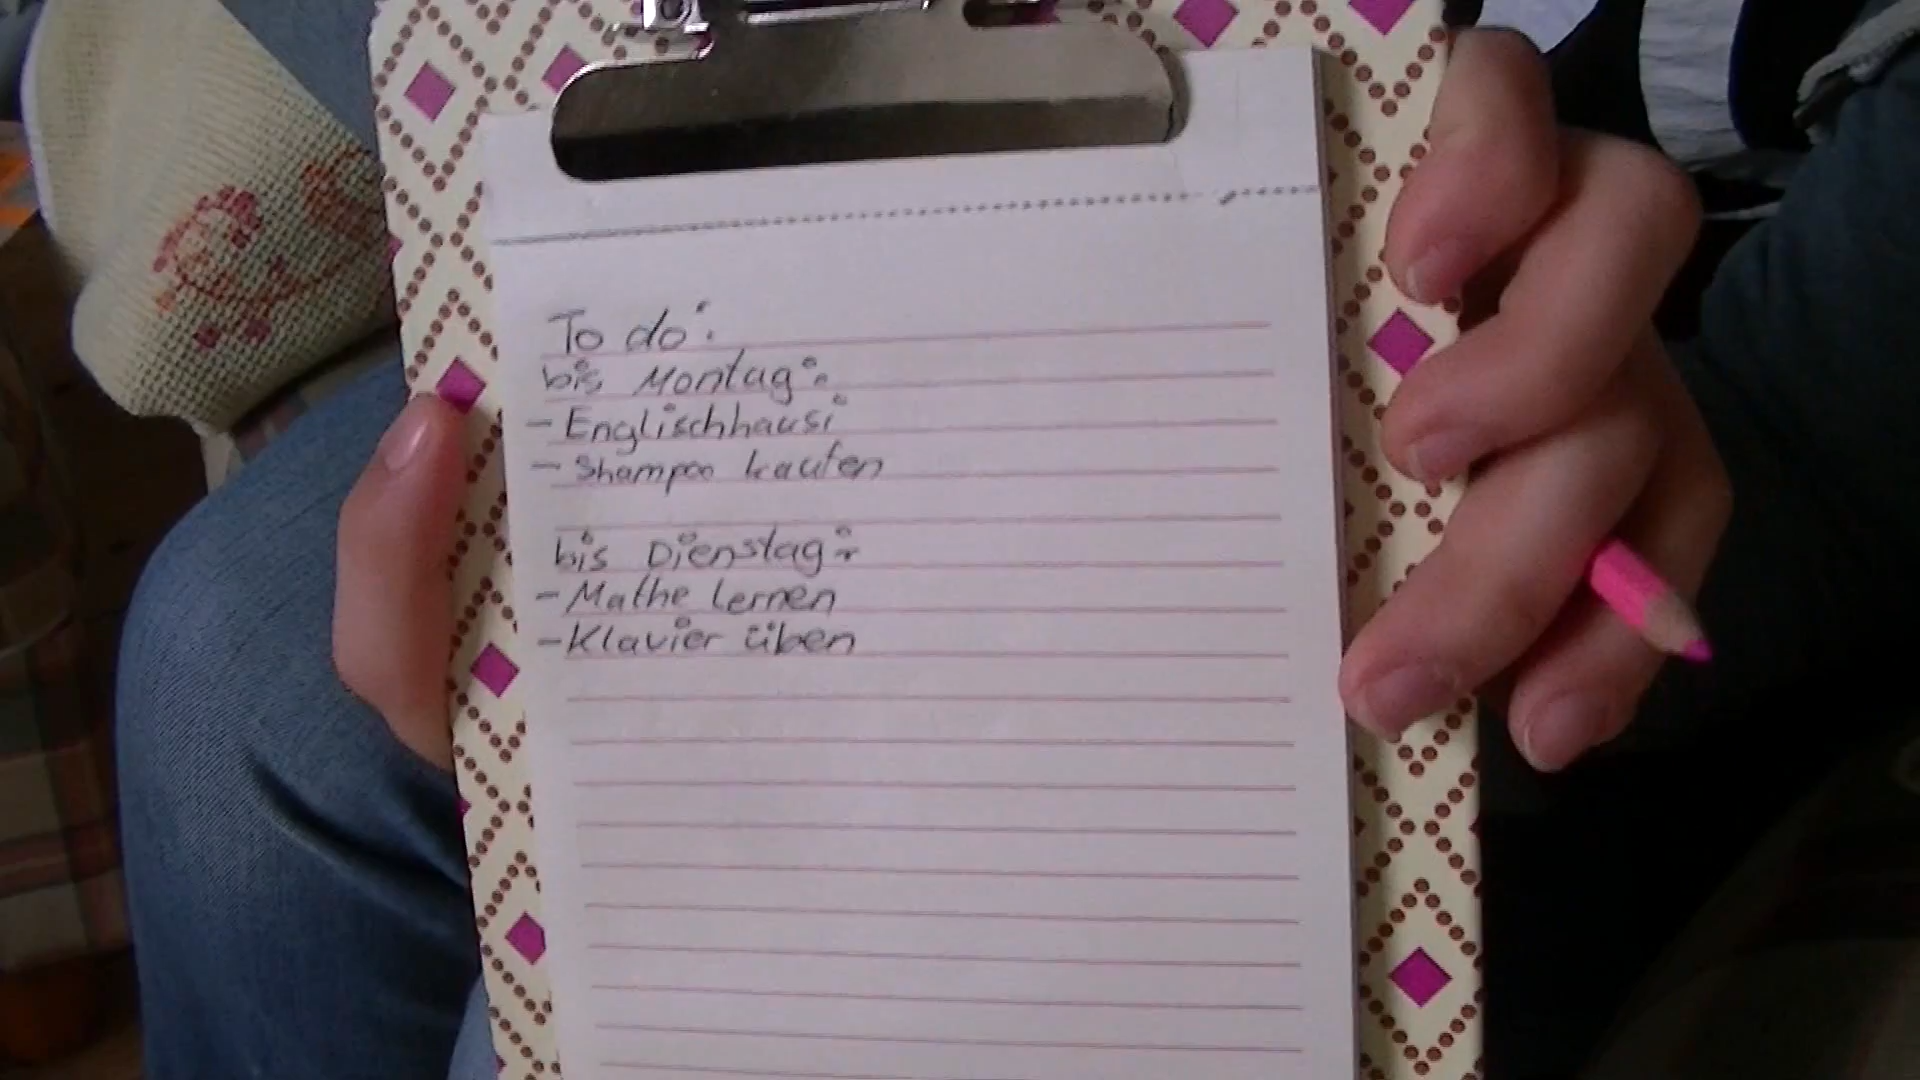 To do:
bis Montag:
- Englischhausi
- Shampoo kaufen
bis Dienstag:
- Mathe lernen
- Klavier üben